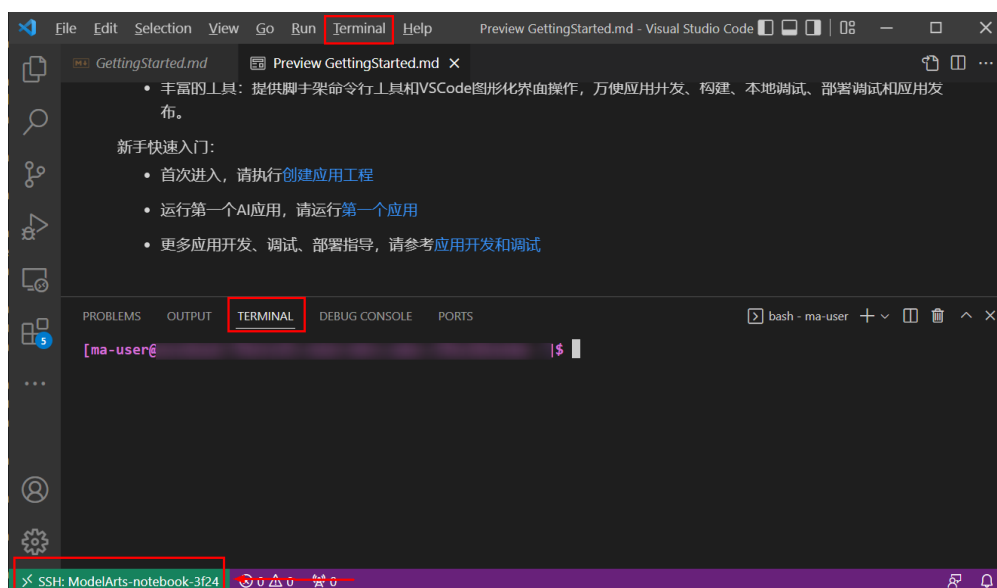 File Edit Selection View Go Run Terminal Help Preview GettingStarted.md - Visual Studio Code
GettingStarted.md Preview GettingStarted.md
• 丰富的工具：提供脚手架命令行工具和VSCode图形化界面操作，方便应用开发、构建、本地调试、部署调试和应用发
布。
新手快速入门：
• 首次进入，请执行创建应用工程
• 运行第一个AI应用，请运行第一个应用
• 更多应用开发、调试、部署指导，请参考应用开发和调试
PROBLEMS OUTPUT TERMINAL DEBUG CONSOLE PORTS bash - ma-user
[ma-user@ $
5
SSH: ModelArts-notebook-3f24 0 0 0